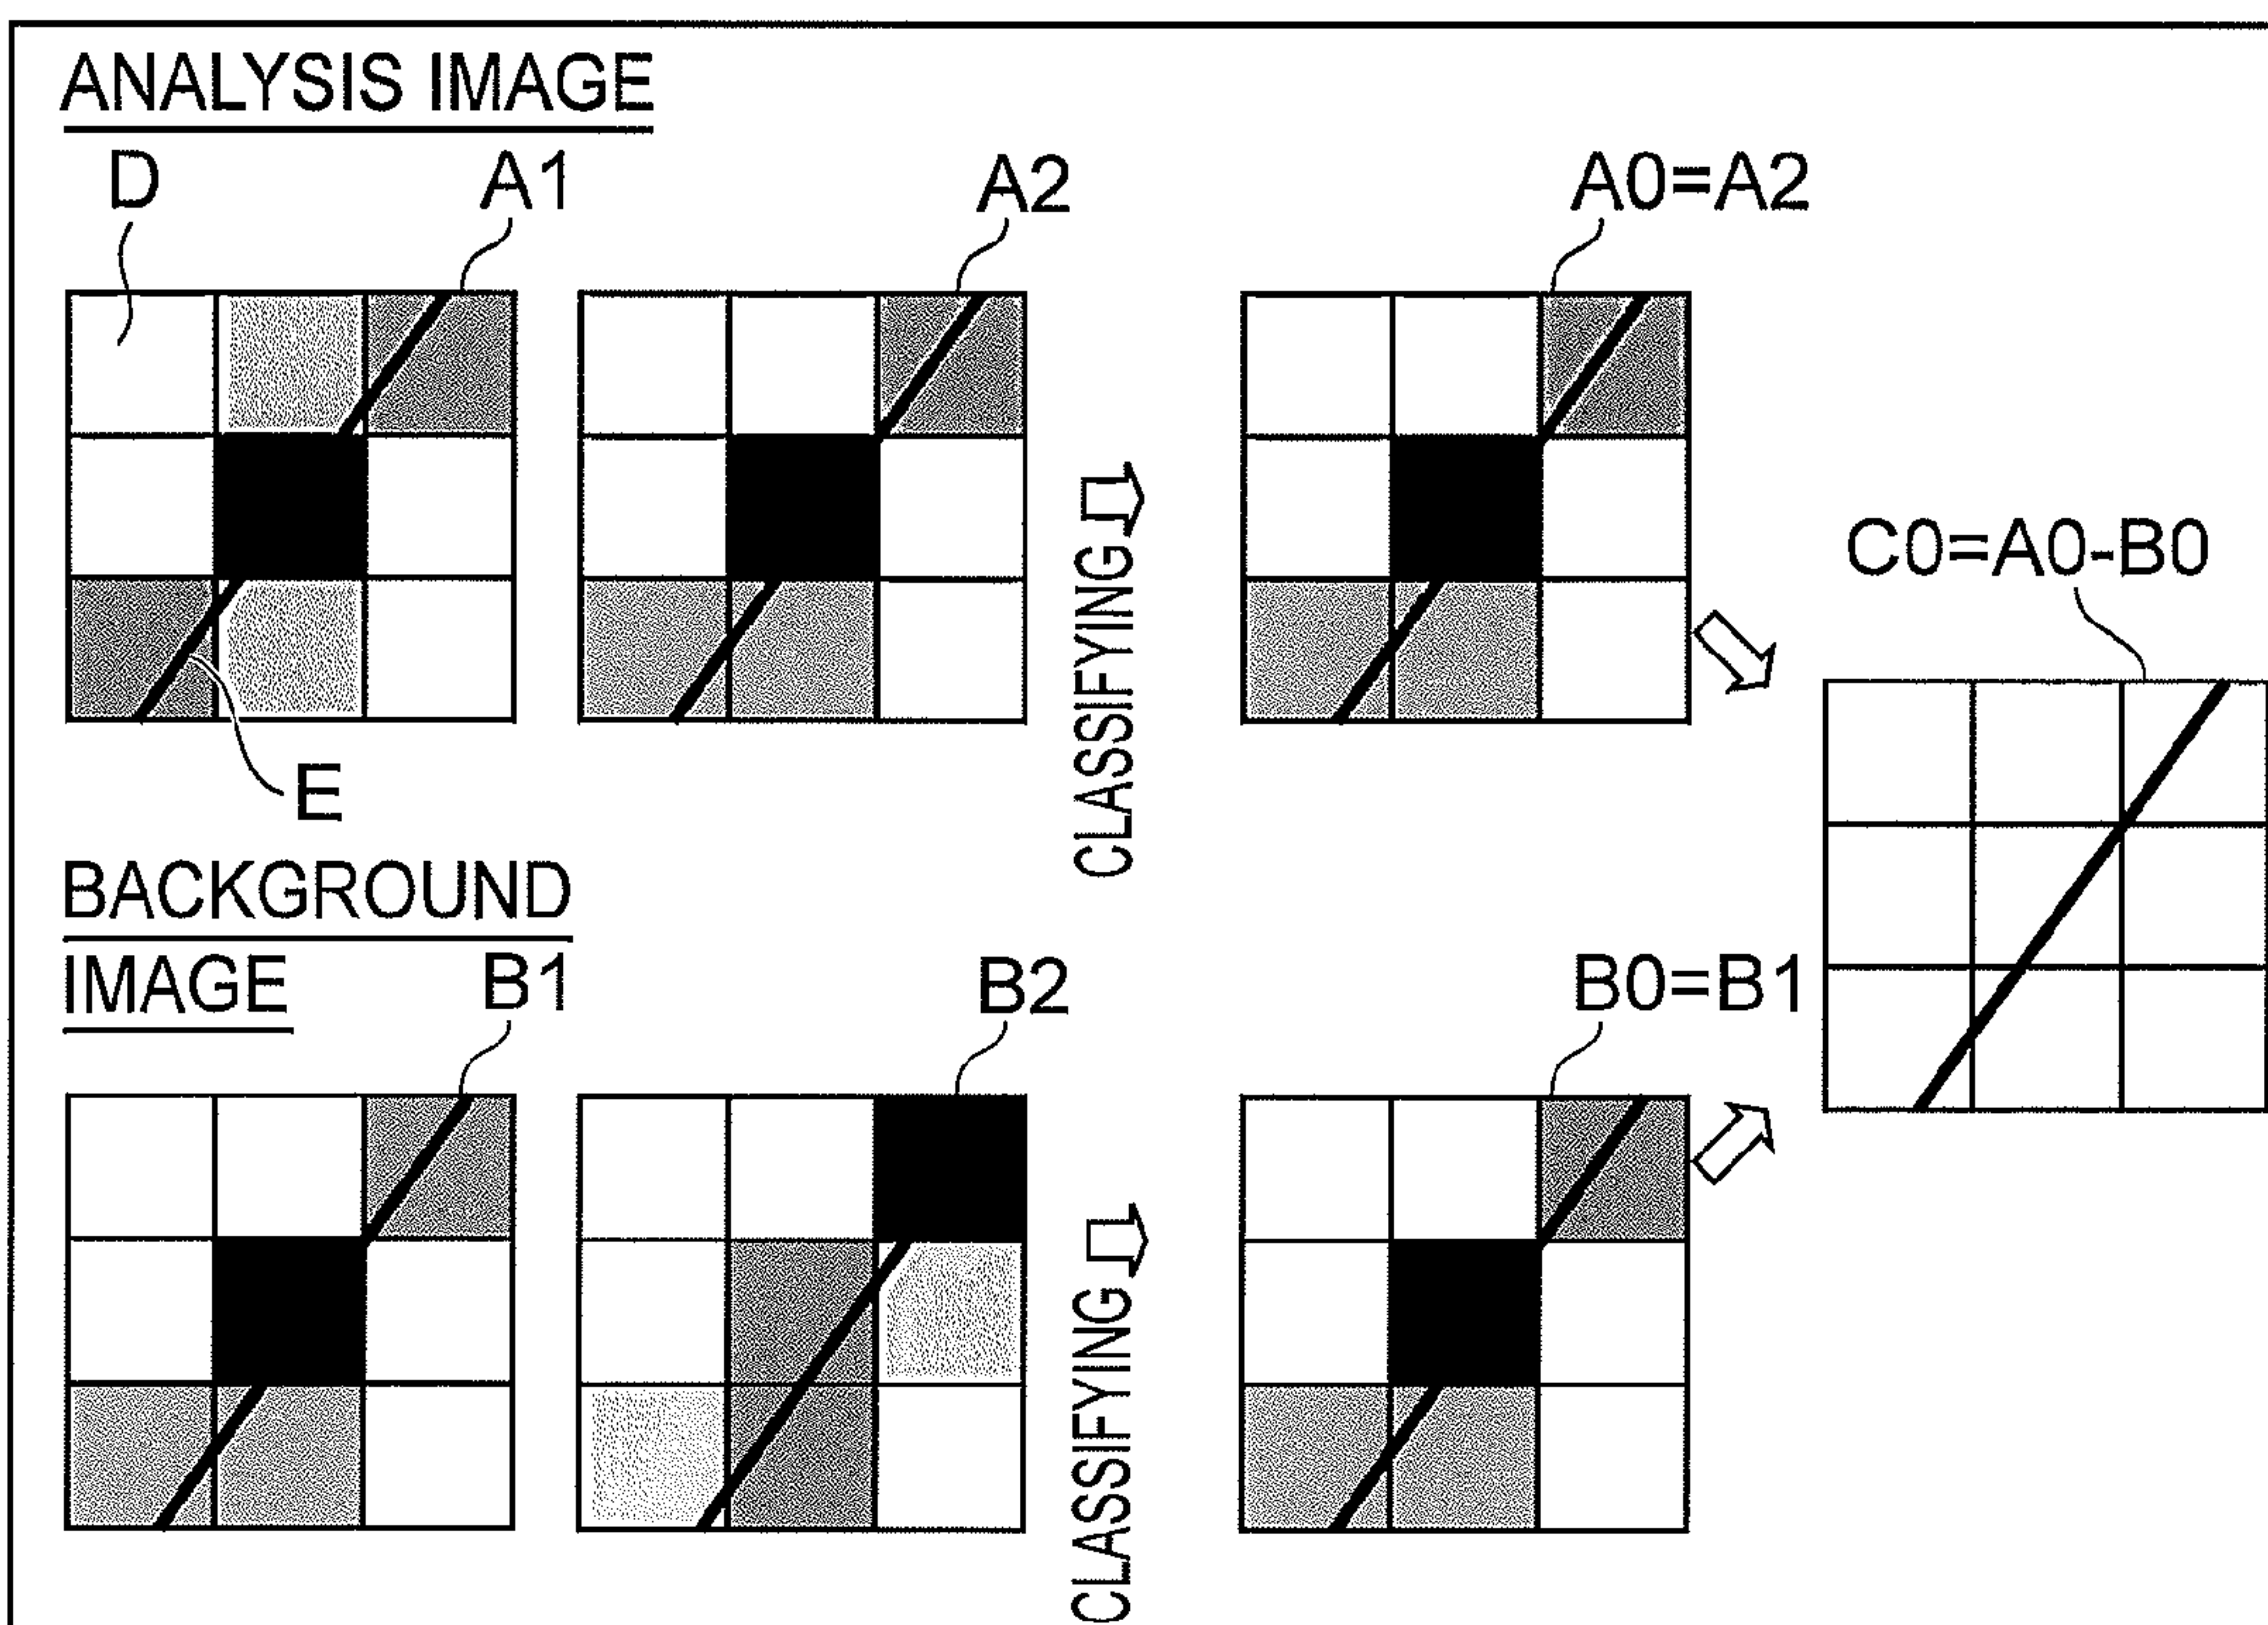 ANALYSIS IMAGE
D
A1
A2
A0=A2
CLASSIFYING
C0=A0-B0
E
BACKGROUND
IMAGE
B1
B2
B0=B1
CLASSIFYING